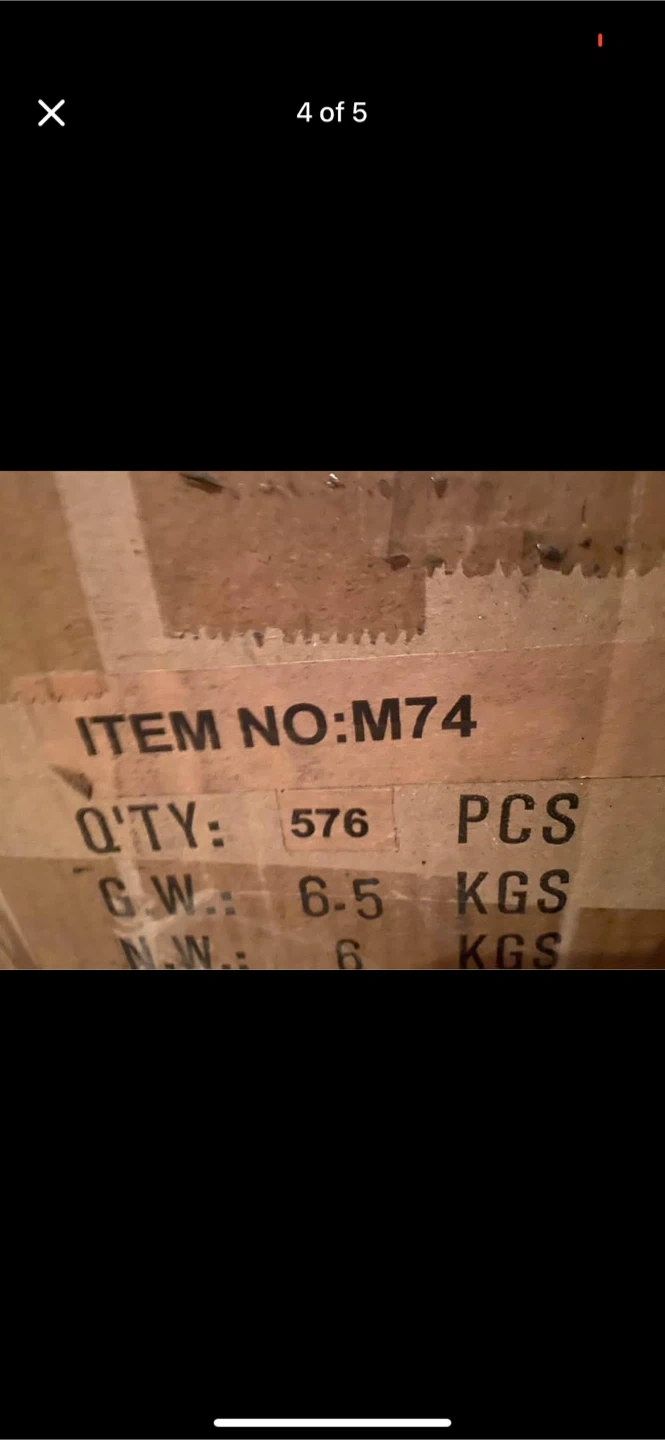 4 of 5
ITEM NO:M74
Q'TY: 576 PCS
G.W.: 6.5 KGS
N.W.: 6 KGS